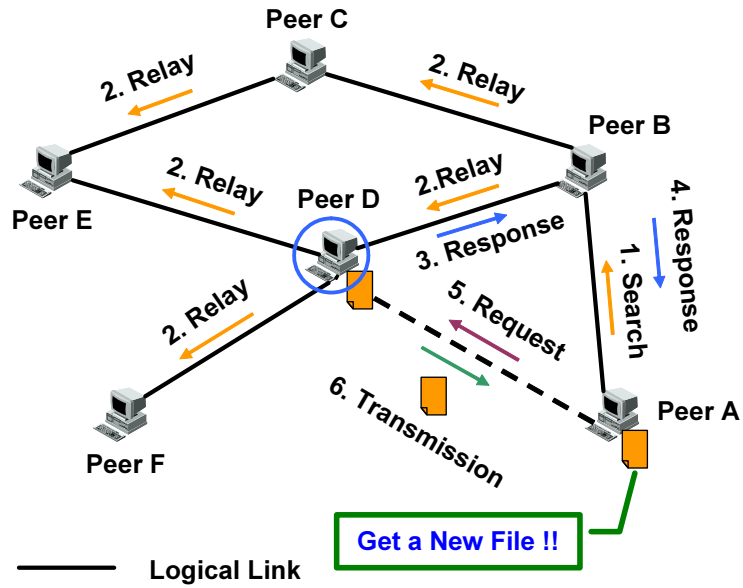 Peer C
2. Relay
2. Relay
Peer B
2. Relay
Peer D
2.Relay
Peer E
3. Response
4. Response
1. Search
5. Request
2. Relay
6. Transmission
Peer A
Peer F
Get a New File !!
Logical Link